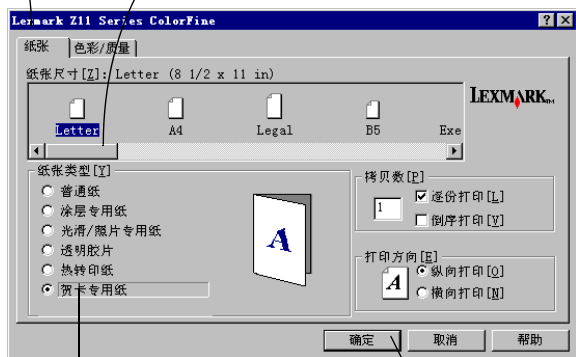 Lexmark Z11 Series ColorFine
纸张 色彩/质量
纸张尺寸[Z]: Letter (8 1/2 x 11 in)
LEXMARK™
Letter A4 Legal B5 Exe
纸张类型[Y]
普通纸
涂层专用纸
光滑/照片专用纸
透明胶片
热转印纸
贺卡专用纸
A
拷贝数[P]
1
逐份打印[L]
倒序打印[V]
打印方向[E]
A
纵向打印[O]
横向打印[N]
确定 取消 帮助